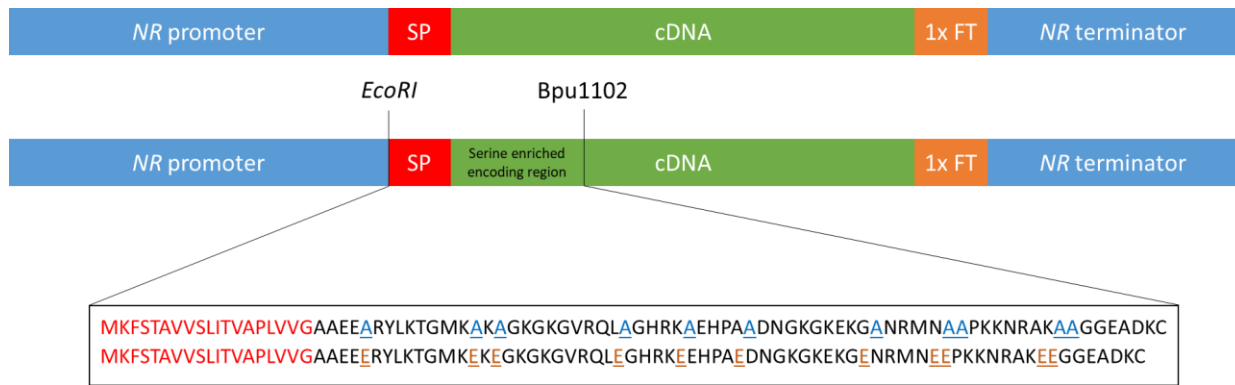 NR promoter SP cDNA 1x FT NR terminator
EcoRI Bpu1102
NR promoter SP Serine enriched encoding region cDNA 1x FT NR terminator
MKFSTAVVSLITVAPLVVGAAEEARYLKTGMKAKAGKGKGVRQLAGHRKAEHPAADNGKGKEKGANRMNAAPKKNRAKAAGGEADKC
MKFSTAVVSLITVAPLVVGAAEEERYLKTGMKEKEGKGKGVRQLEGHRKEEHPAEDNGKGKEKGENRMNEEPKKNRAKEEGGEADKC